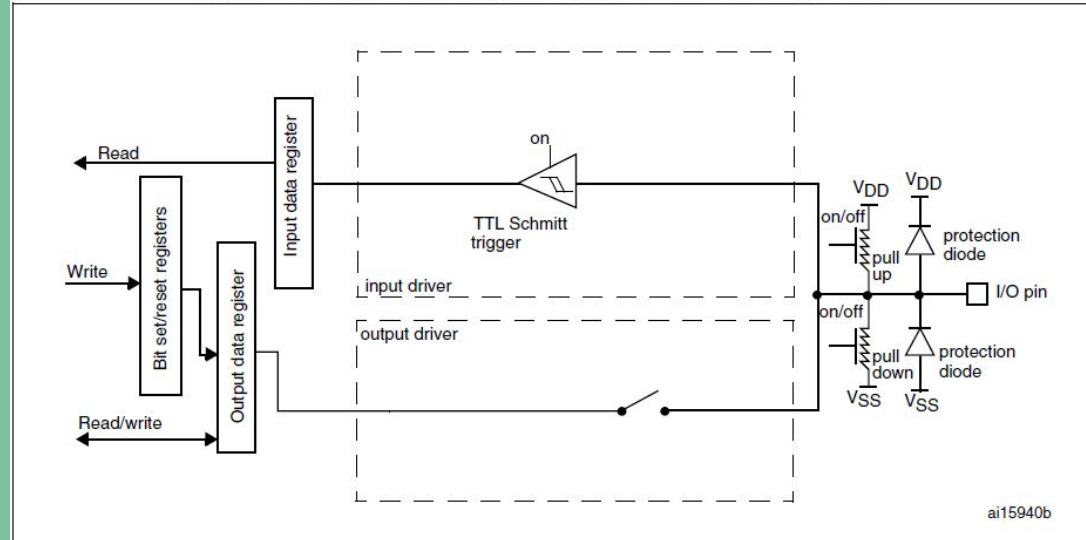 Read
Bit set/reset registers
Write
Read/write
Input data register
Output data register
on
TTL Schmitt
trigger
input driver
output driver
VDD
on/off
pull
up
VDD
protection
diode
I/O pin
on/off
pull
down
VSS
protection
diode
VSS
ai15940b